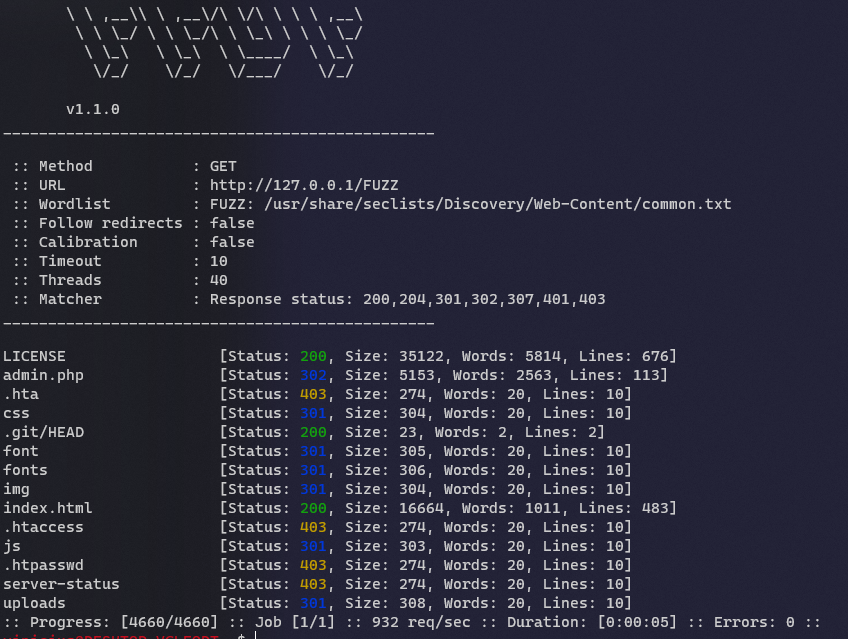 \ \ ,__\\ \ ,__\/\ \/\ \ \ \ ,__\
\ \ \_/ \ \ \_/\ \ \_\ \ \ \ \_/
\ \_\   \ \_\  \ \____/  \ \_\
\/_/    \/_/   \/___/    \/_/
v1.1.0
________________________________________________
:: Method           : GET
:: URL              : http://127.0.0.1/FUZZ
:: Wordlist         : FUZZ: /usr/share/seclists/Discovery/Web-Content/common.txt
:: Follow redirects : false
:: Calibration      : false
:: Timeout          : 10
:: Threads          : 40
:: Matcher          : Response status: 200,204,301,302,307,401,403
________________________________________________
LICENSE                 [Status: 200, Size: 35122, Words: 5814, Lines: 676]
admin.php               [Status: 302, Size: 5153, Words: 2563, Lines: 113]
.hta                    [Status: 403, Size: 274, Words: 20, Lines: 10]
css                     [Status: 301, Size: 304, Words: 20, Lines: 10]
.git/HEAD               [Status: 200, Size: 23, Words: 2, Lines: 2]
font                    [Status: 301, Size: 305, Words: 20, Lines: 10]
fonts                   [Status: 301, Size: 306, Words: 20, Lines: 10]
img                     [Status: 301, Size: 304, Words: 20, Lines: 10]
index.html              [Status: 200, Size: 16664, Words: 1011, Lines: 483]
.htaccess               [Status: 403, Size: 274, Words: 20, Lines: 10]
js                      [Status: 301, Size: 303, Words: 20, Lines: 10]
.htpasswd               [Status: 403, Size: 274, Words: 20, Lines: 10]
server-status           [Status: 403, Size: 274, Words: 20, Lines: 10]
uploads                 [Status: 301, Size: 308, Words: 20, Lines: 10]
:: Progress: [4660/4660] :: Job [1/1] :: 932 req/sec :: Duration: [0:00:05] :: Errors: 0 ::